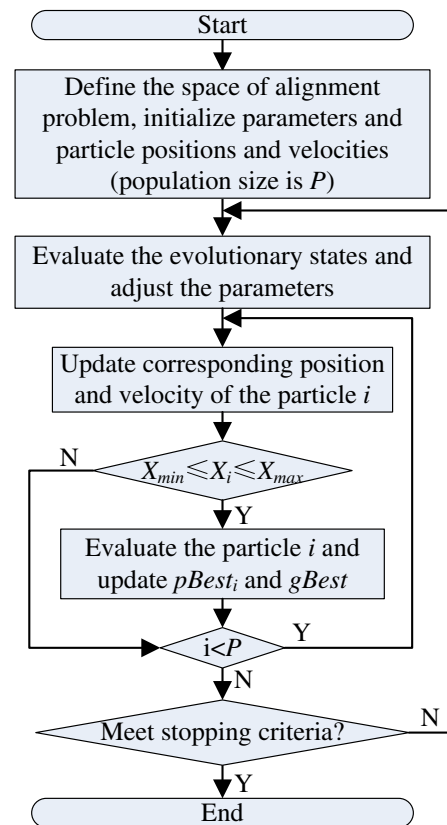 Start
Define the space of alignment
problem, initialize parameters and
particle positions and velocities
(population size is P)
Evaluate the evolutionary states and
adjust the parameters
Update corresponding position
and velocity of the particle i
N
Xmin≤Xi≤Xmax
Y
Evaluate the particle i and
update pBesti and gBest
i<P
Y
N
Meet stopping criteria?
N
Y
End